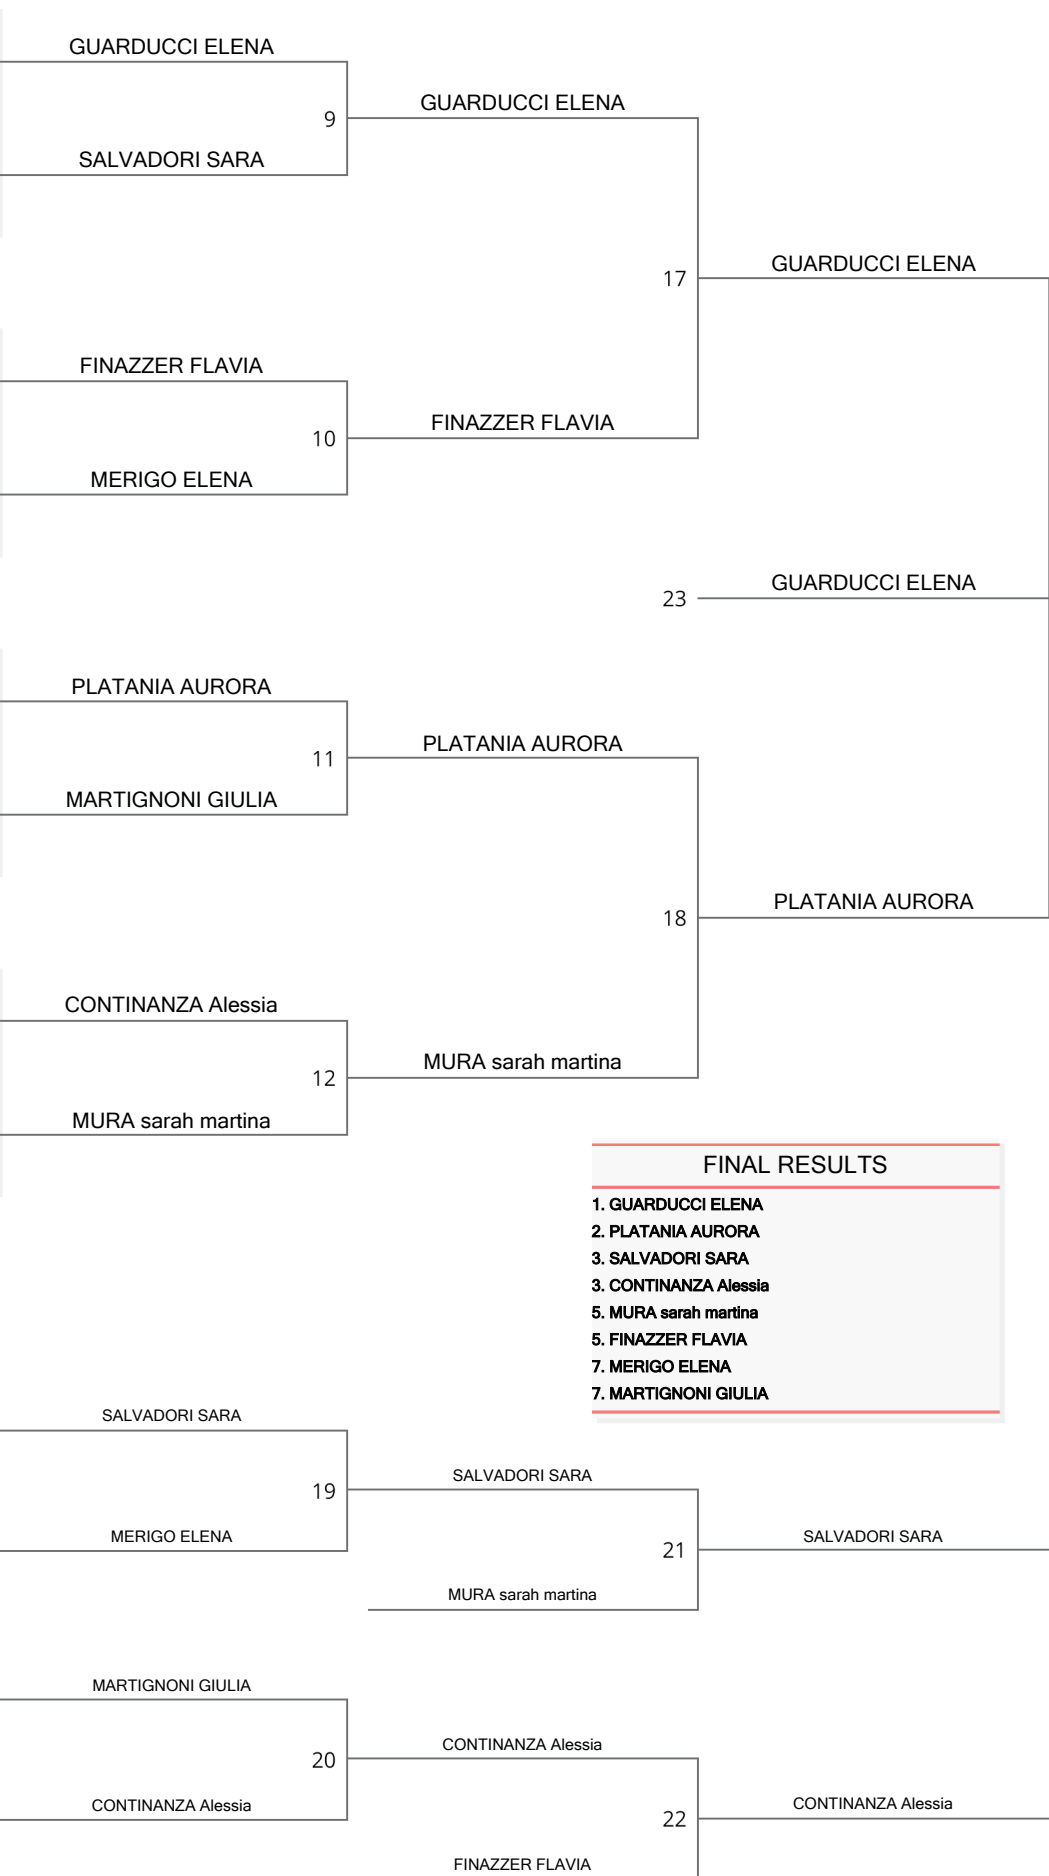 GUARDUCCI ELENA
GUARDUCCI ELENA
9
SALVADORI SARA
GUARDUCCI ELENA
17
FINAZZER FLAVIA
FINAZZER FLAVIA
10
MERIGO ELENA
GUARDUCCI ELENA
23
PLATANIA AURORA
PLATANIA AURORA
11
MARTIGNONI GIULIA
PLATANIA AURORA
18
CONTINANZA Alessia
MURA sarah martina
12
MURA sarah martina
FINAL RESULTS
1. GUARDUCCI ELENA
2. PLATANIA AURORA
3. SALVADORI SARA
3. CONTINANZA Alessia
5. MURA sarah martina
5. FINAZZER FLAVIA
7. MERIGO ELENA
7. MARTIGNONI GIULIA
SALVADORI SARA
SALVADORI SARA
19
MERIGO ELENA
SALVADORI SARA
21
MURA sarah martina
MARTIGNONI GIULIA
CONTINANZA Alessia
20
CONTINANZA Alessia
CONTINANZA Alessia
22
FINAZZER FLAVIA